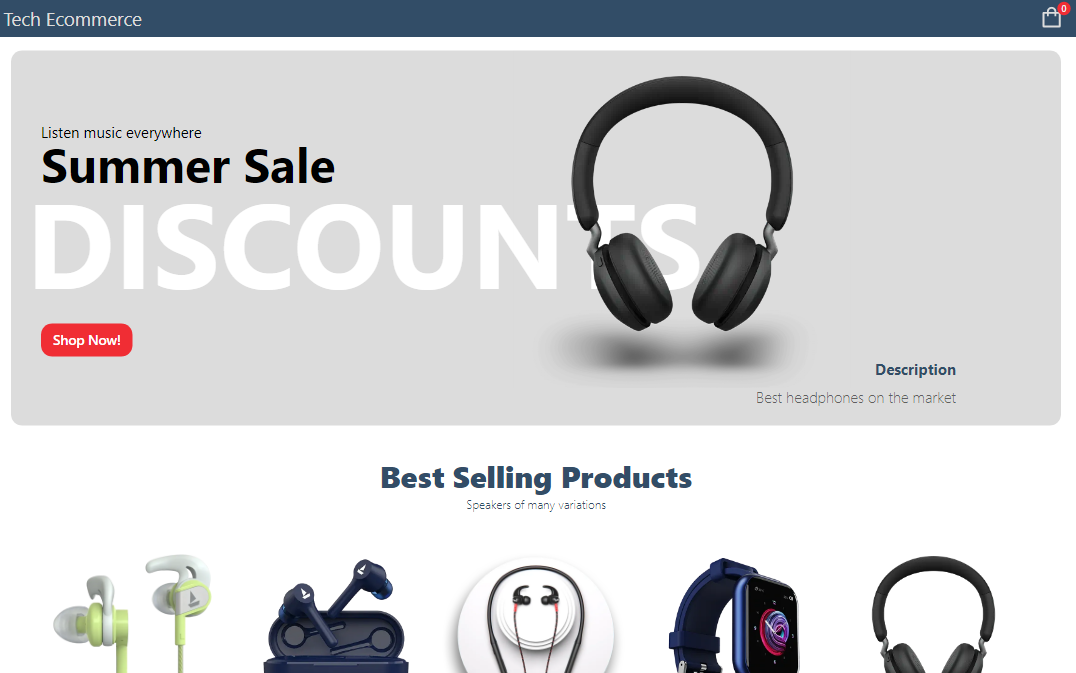 Tech Ecommerce
0
Listen music everywhere
Summer Sale
DISCOUNTS
Shop Now!
Description
Best headphones on the market
Best Selling Products
Speakers of many variations